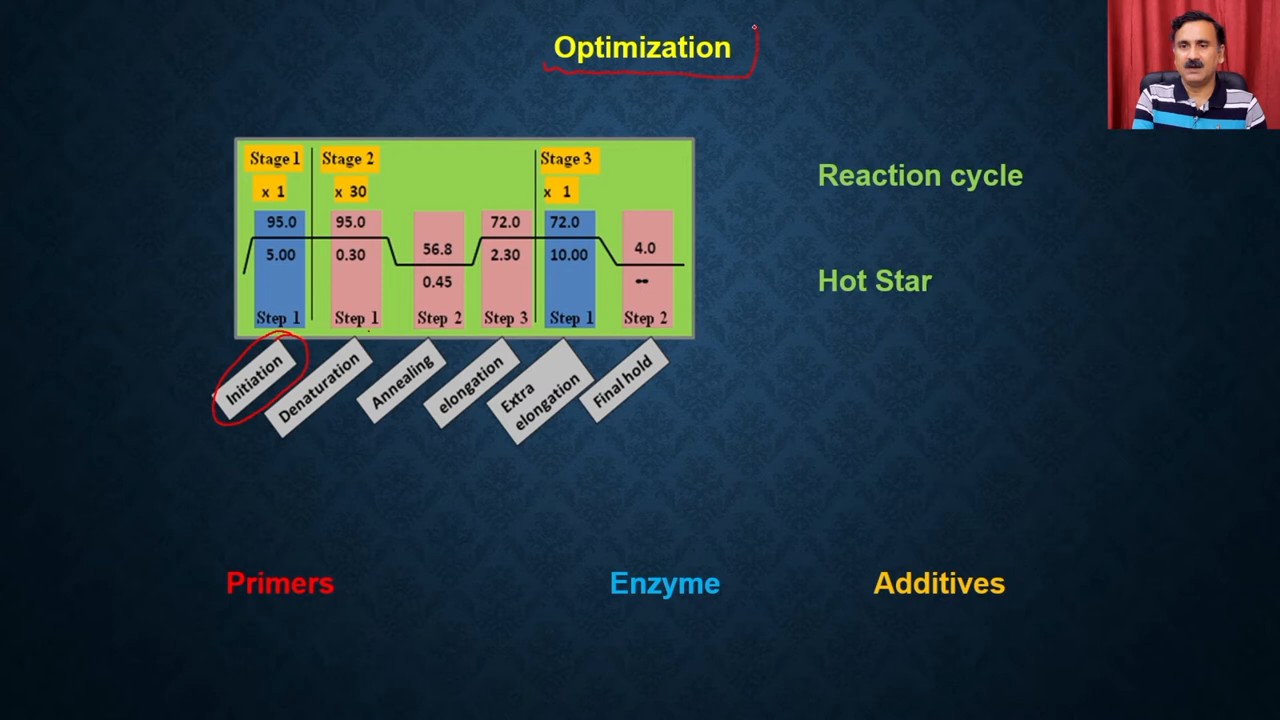 Optimization
Stage 1 Stage 2 Stage 3
x 1 x 30 x 1
95.0 95.0 72.0 72.0
56.8 4.0
5.00 0.30 2.30 10.00
0.45 ∞
Step 1 Step 1 Step 2 Step 3 Step 1 Step 2
Initiation
Denaturation
Annealing
elongation
Extra
elongation
Final hold
Reaction cycle
Hot Star
Primers
Enzyme
Additives